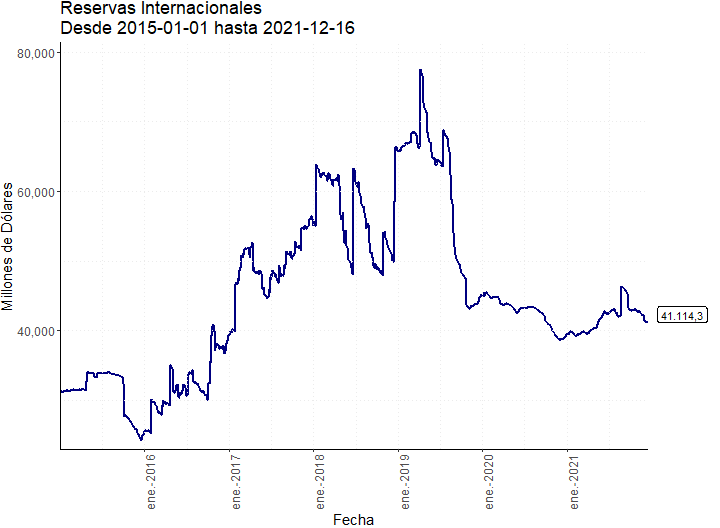 Reservas Internacionales
Desde 2015-01-01 hasta 2021-12-16
80,000
60,000
40,000
Millones de Dólares
41.114,3
ene.-2016
ene.-2017
ene.-2018
ene.-2019
ene.-2020
ene.-2021
Fecha